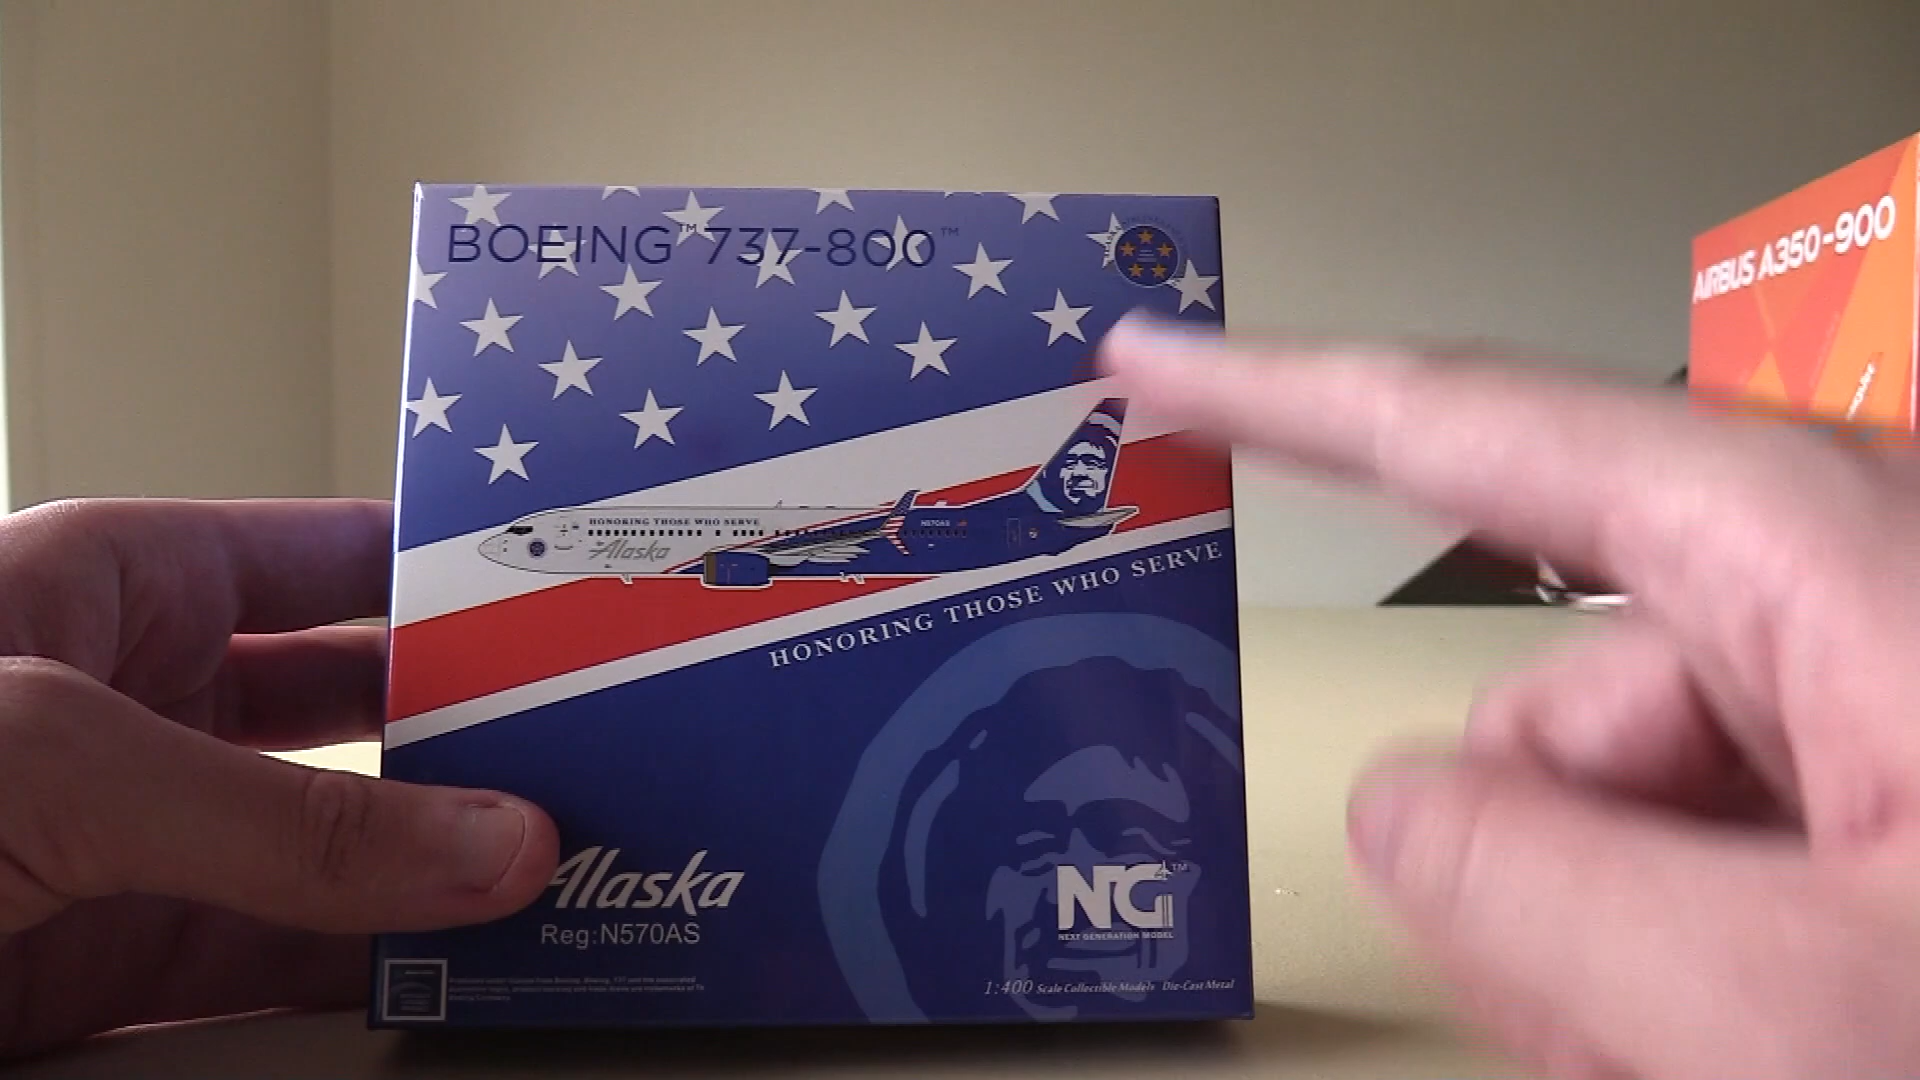 BOEING™ 737-800™
AIRBUS A350-900
HONORING THOSE WHO SERVE
Alaska
N570AS
HONORING THOSE WHO SERVE
Alaska
Reg:N570AS
NG
NEXT GENERATION MODEL
1:400 Scale Collectible Models Die-Cast Metal